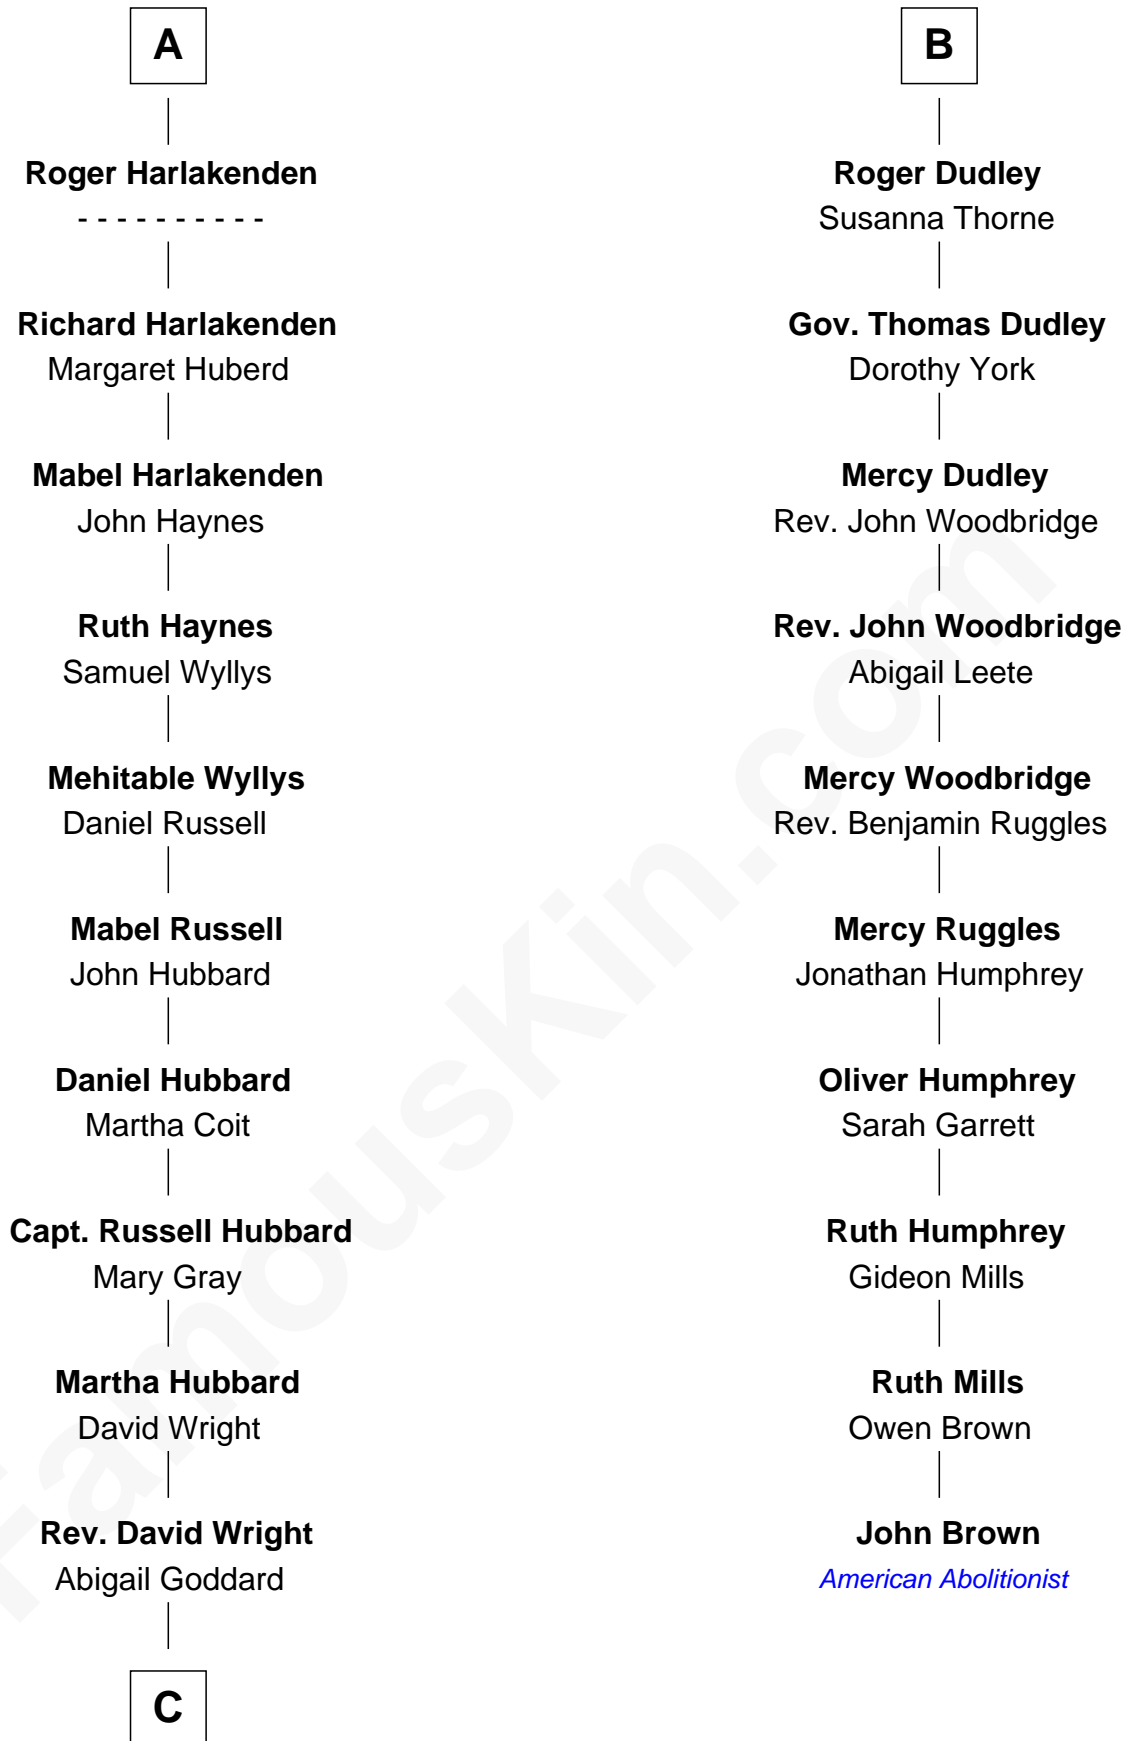 A
Roger Harlakenden
- - - - - - - - - -
Richard Harlakenden
Margaret Huberd
Mabel Harlakenden
John Haynes
Ruth Haynes
Samuel Wyllys
Mehitable Wyllys
Daniel Russell
Mabel Russell
John Hubbard
Daniel Hubbard
Martha Coit
Capt. Russell Hubbard
Mary Gray
Martha Hubbard
David Wright
Rev. David Wright
Abigail Goddard
C
B
Roger Dudley
Susanna Thorne
Gov. Thomas Dudley
Dorothy York
Mercy Dudley
Rev. John Woodbridge
Rev. John Woodbridge
Abigail Leete
Mercy Woodbridge
Rev. Benjamin Ruggles
Mercy Ruggles
Jonathan Humphrey
Oliver Humphrey
Sarah Garrett
Ruth Humphrey
Gideon Mills
Ruth Mills
Owen Brown
John Brown
American Abolitionist
FamousKin.com